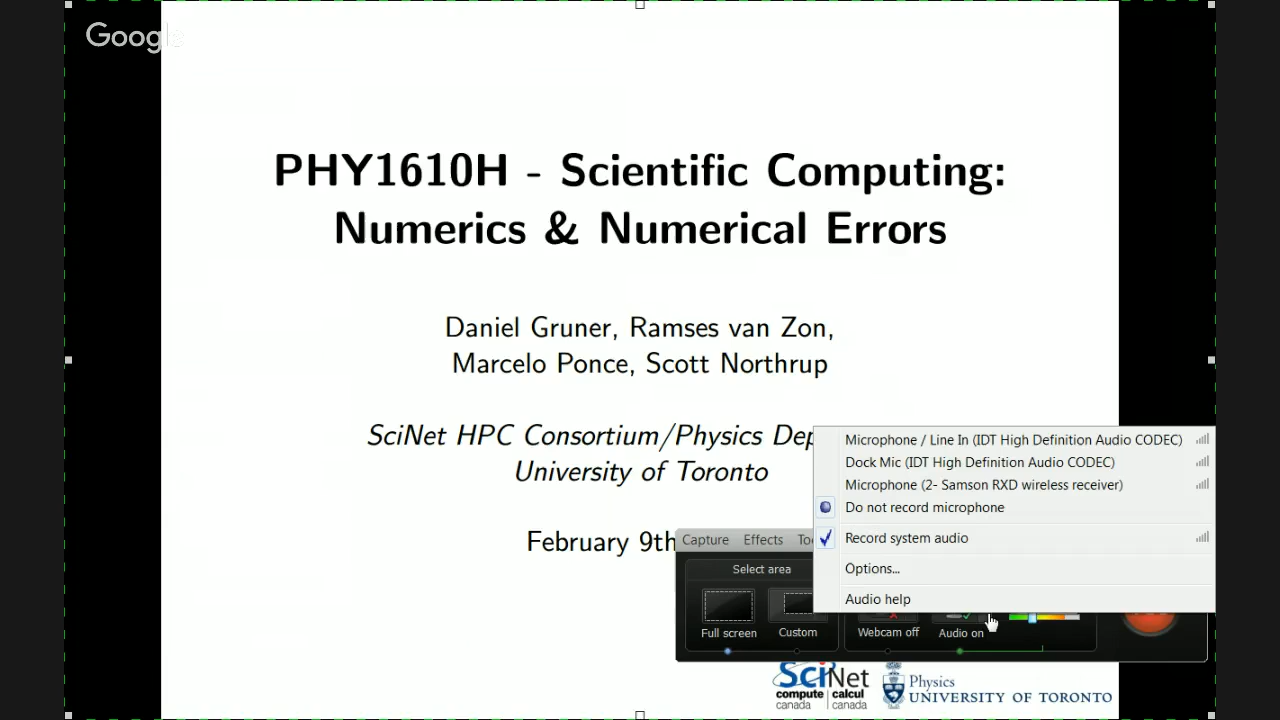 Google
PHY1610H - Scientific Computing:
Numerics & Numerical Errors
Daniel Gruner, Ramses van Zon,
Marcelo Ponce, Scott Northrup
SciNet HPC Consortium/Physics
University of Toronto
February 9th
Microphone / Line In (IDT High Definition Audio CODEC)
Dock Mic (IDT High Definition Audio CODEC)
Microphone (2- Samson RXD wireless receiver)
Do not record microphone
Record system audio
Options...
Audio help
Capture Effects
Select area
Full screen
Custom
Webcam off
Audio on
SciNet
compute calcul
canada canada
Physics
UNIVERSITY OF TORONTO